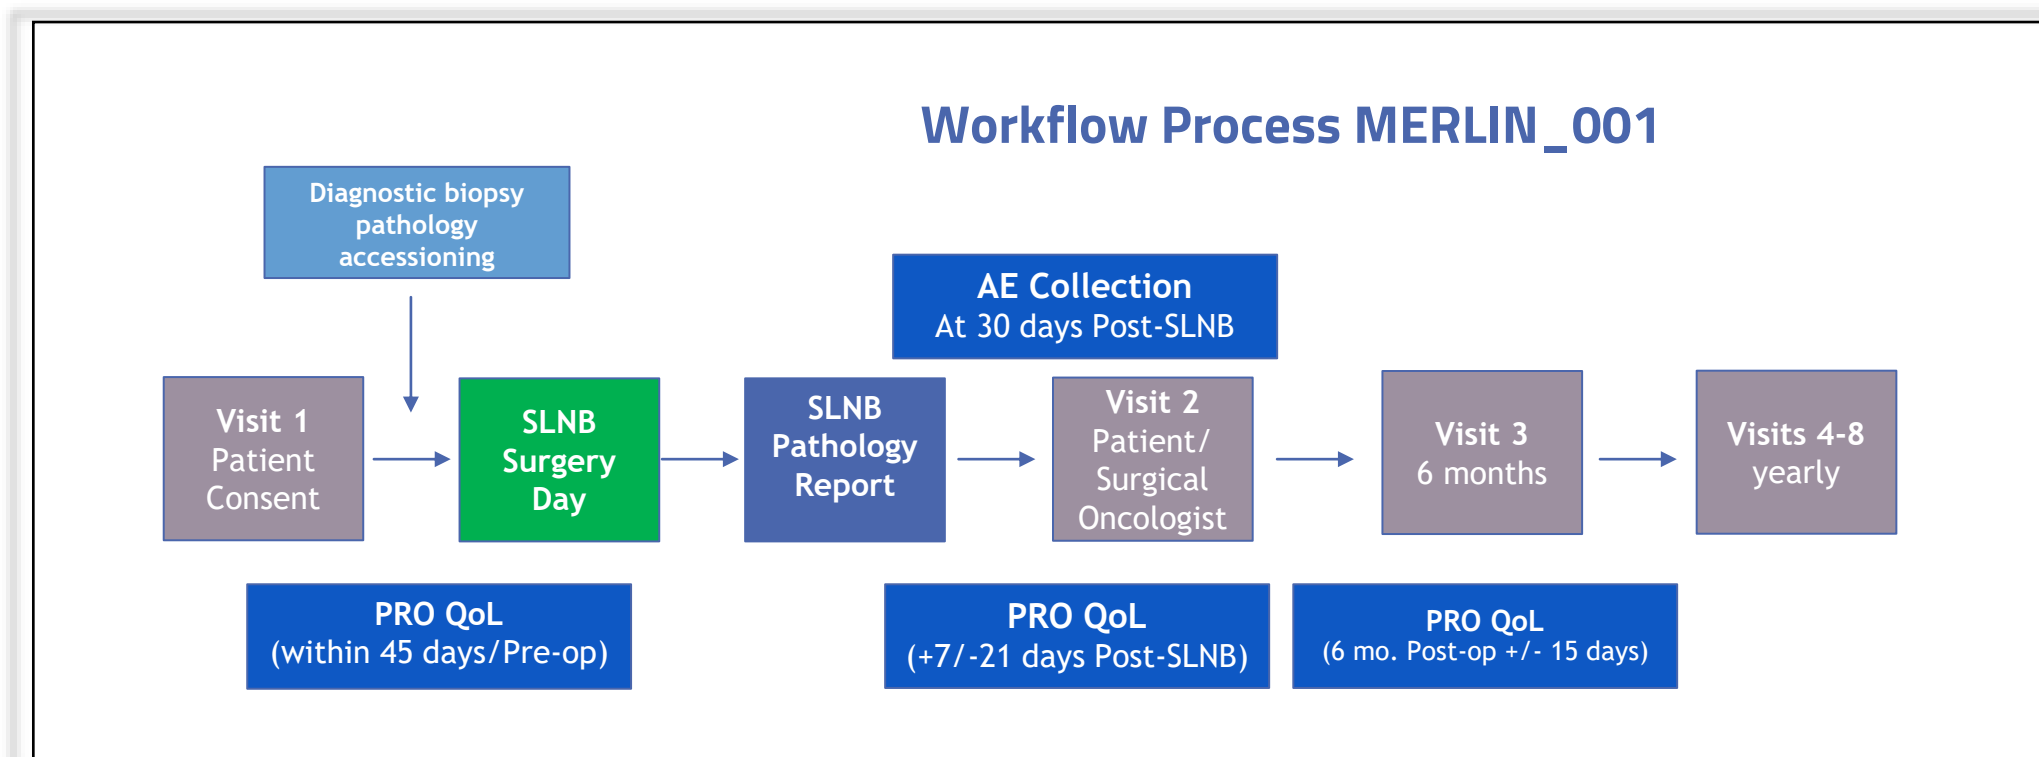 Workflow Process MERLIN_001
Diagnostic biopsy
pathology
accessioning
AE Collection
At 30 days Post-SLNB
Visit 1
Patient
Consent
SLNB
Surgery
Day
SLNB
Pathology
Report
Visit 2
Patient/
Surgical
Oncologist
Visit 3
6 months
Visits 4-8
yearly
PRO QoL
(within 45 days/Pre-op)
PRO QoL
(+7/-21 days Post-SLNB)
PRO QoL
(6 mo. Post-op +/- 15 days)